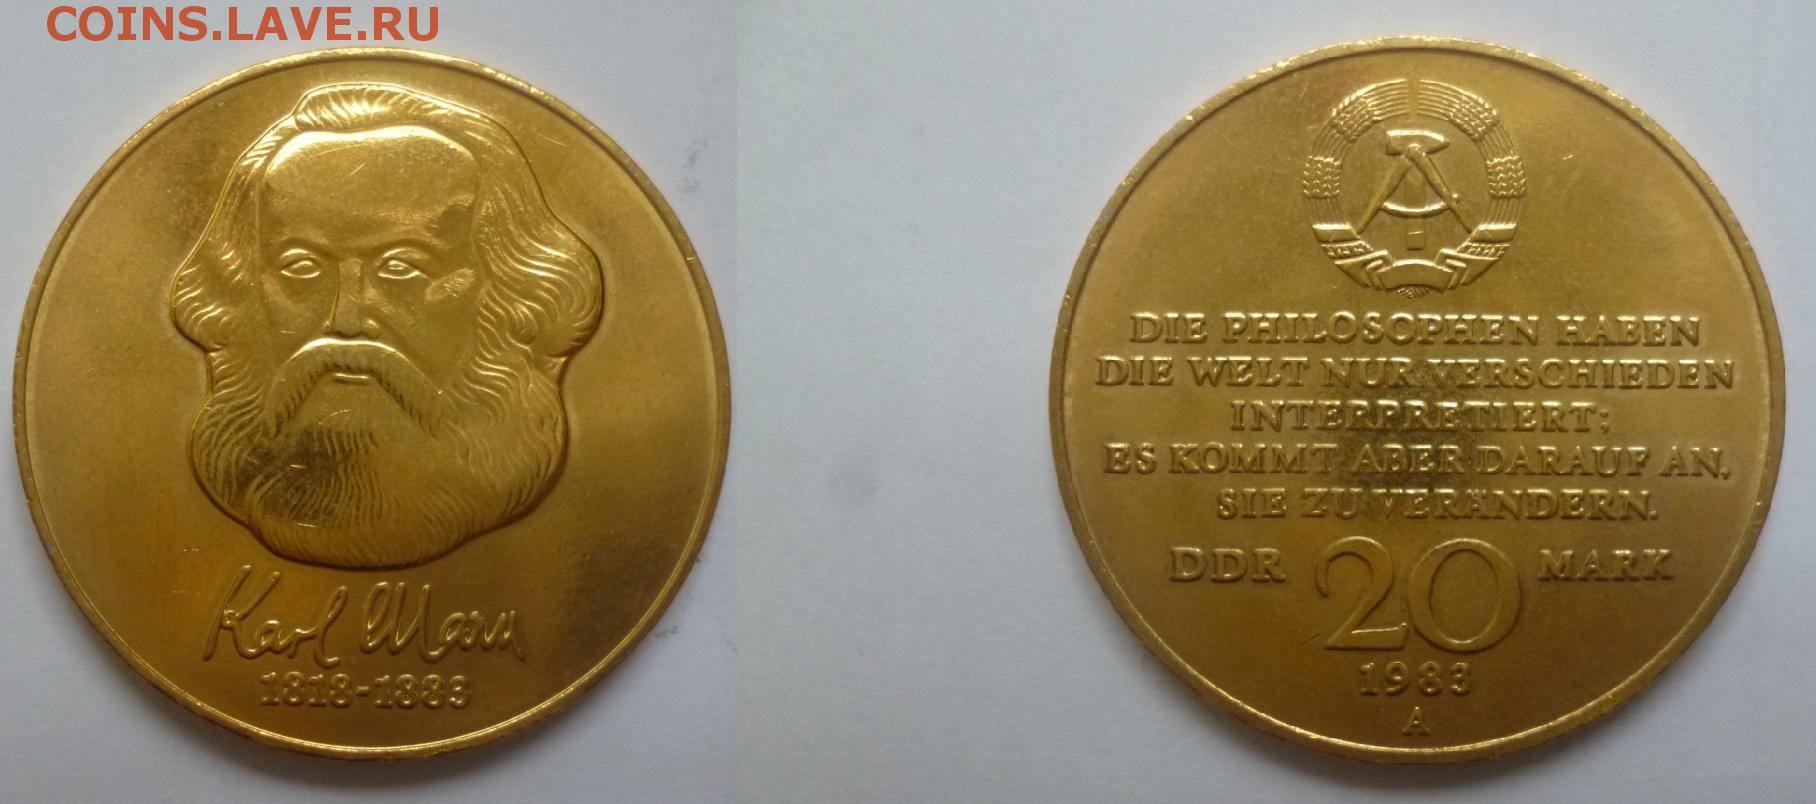 COINS.LAVE.RU
Karl Marx
1818-1883
DIE PHILOSOPHEN HABEN
DIE WELT NUR VERSCHIEDEN
INTERPRETIERT;
ES KOMMT ABER DARAUF AN,
SIE ZU VERÄNDERN.
DDR 20 MARK
1983
A